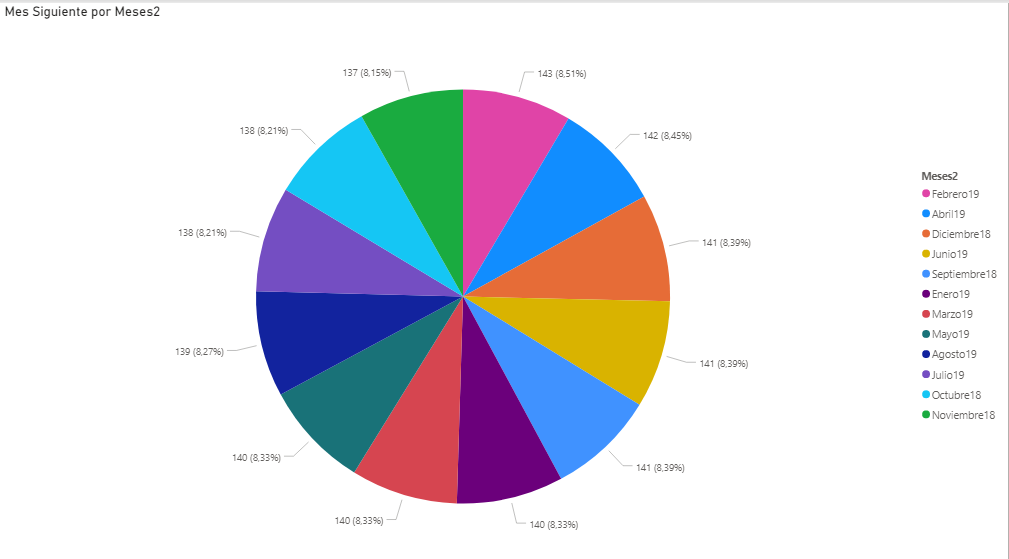 Mes Siguiente por Meses2
137 (8,15%)
143 (8,51%)
138 (8,21%)
142 (8,45%)
138 (8,21%)
141 (8,39%)
139 (8,27%)
141 (8,39%)
140 (8,33%)
141 (8,39%)
140 (8,33%)
140 (8,33%)
Meses2
Febrero19
Abril19
Diciembre18
Junio19
Septiembre18
Enero19
Marzo19
Mayo19
Agosto19
Julio19
Octubre18
Noviembre18